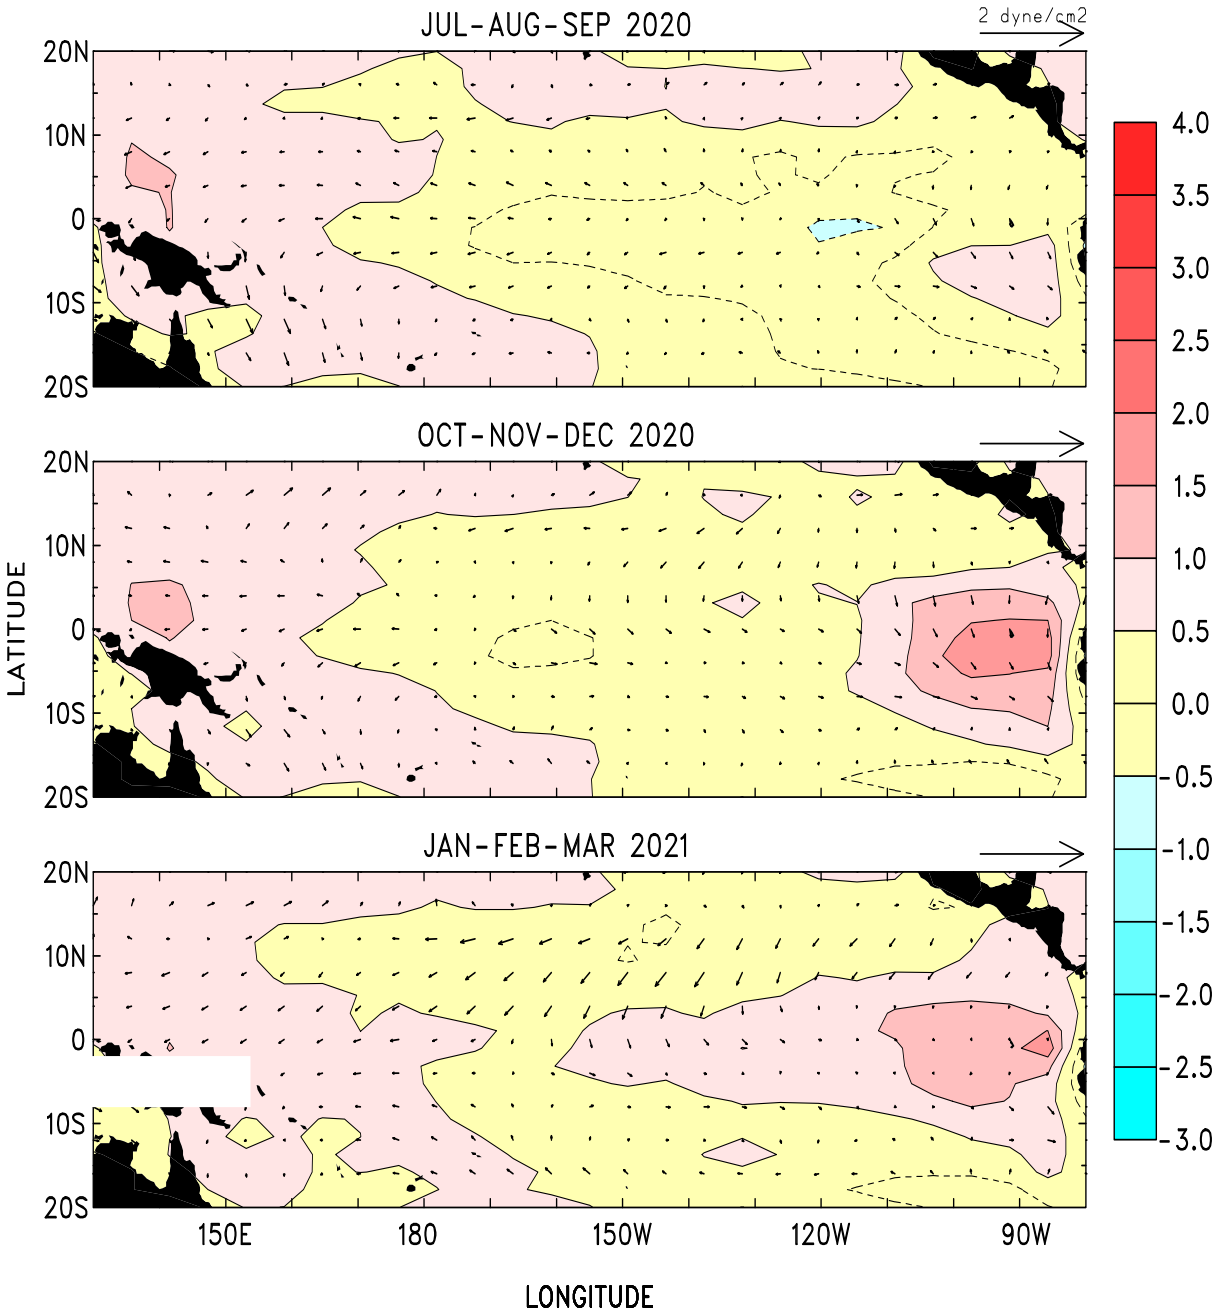 JUL-AUG-SEP 2020
2 dyne/cm2
20N
10N
0
10S
20S
OCT-NOV-DEC 2020
20N
10N
0
10S
20S
LATITUDE
JAN-FEB-MAR 2021
20N
10N
0
10S
20S
150E 180 150W 120W 90W
LONGITUDE
4.0
3.5
3.0
2.5
2.0
1.5
1.0
0.5
0.0
-0.5
-1.0
-1.5
-2.0
-2.5
-3.0